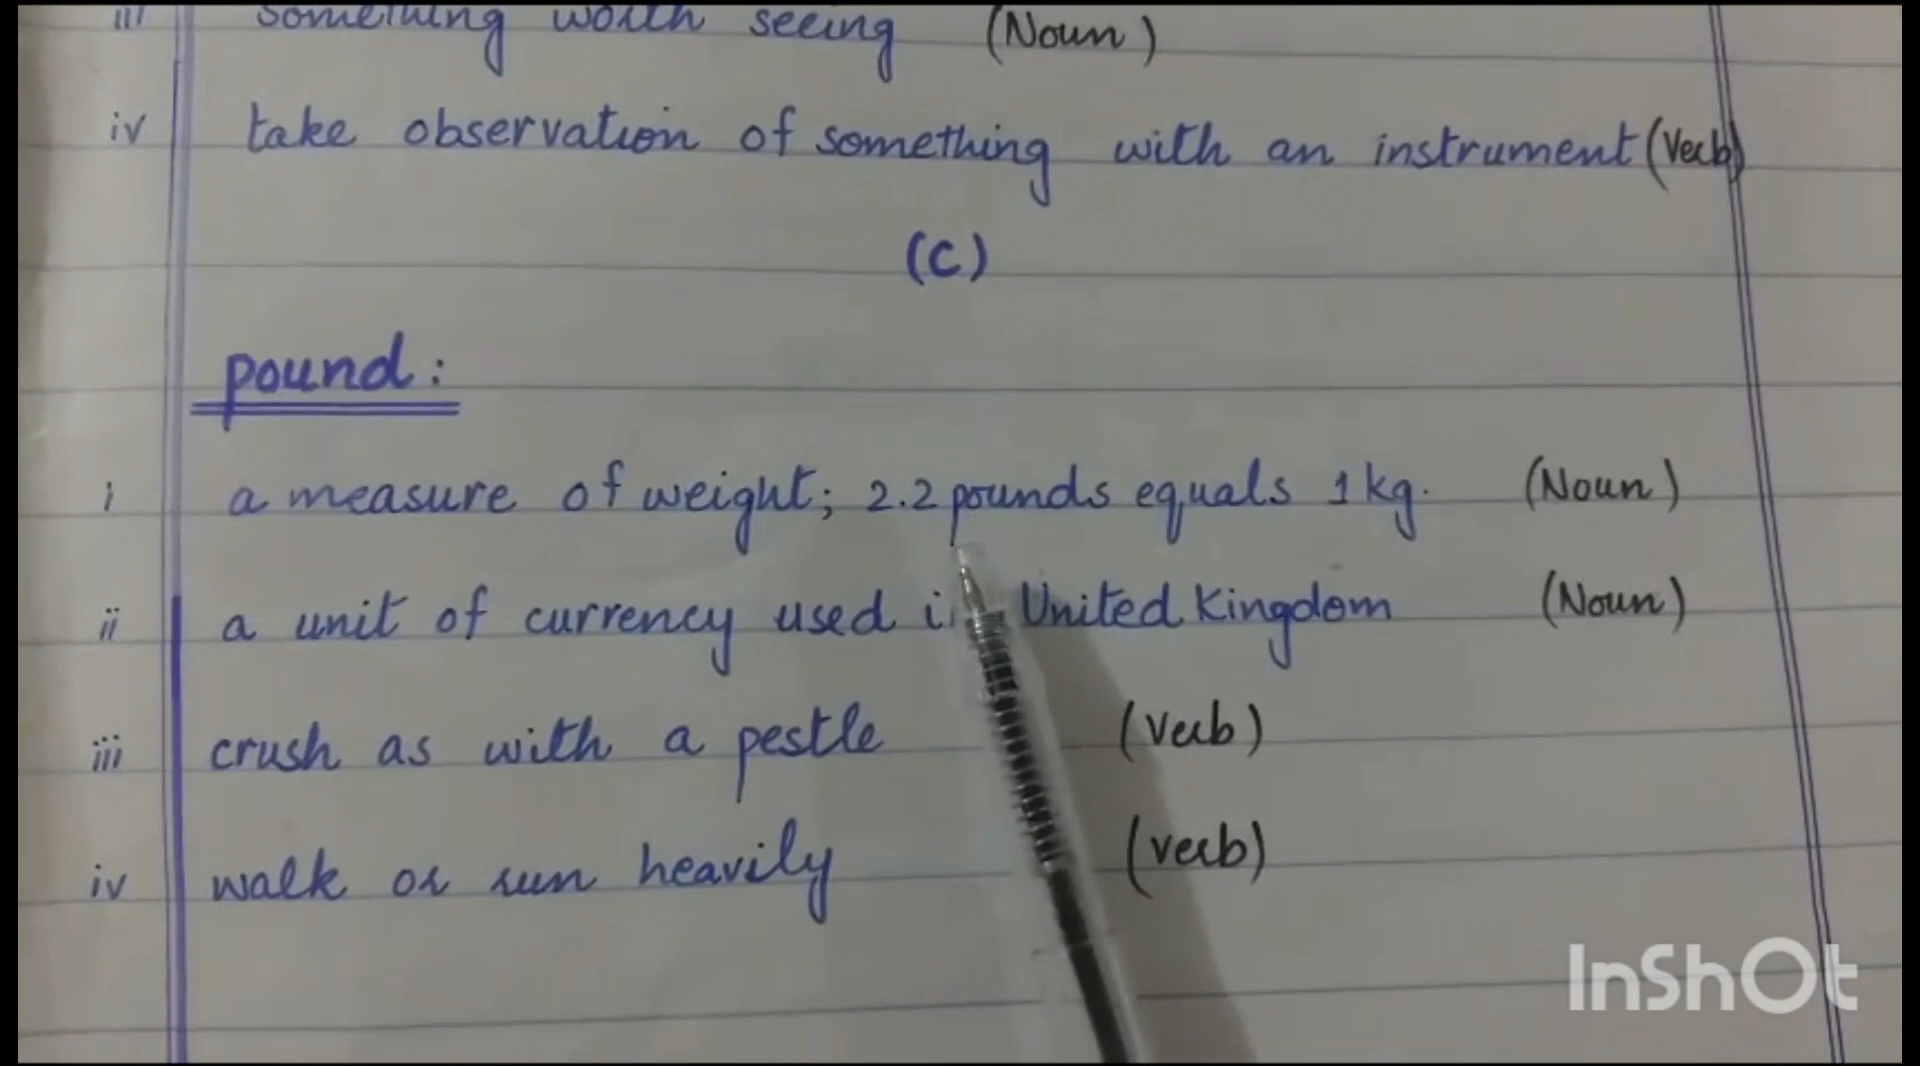 iii something worth seeing (Noun)
iv take observation of something with an instrument (Verb)
(C)
pound:
i a measure of weight; 2.2 pounds equals 1 kg. (Noun)
ii a unit of currency used in United Kingdom (Noun)
iii crush as with a pestle (verb)
iv walk or run heavily (verb)
InShOt